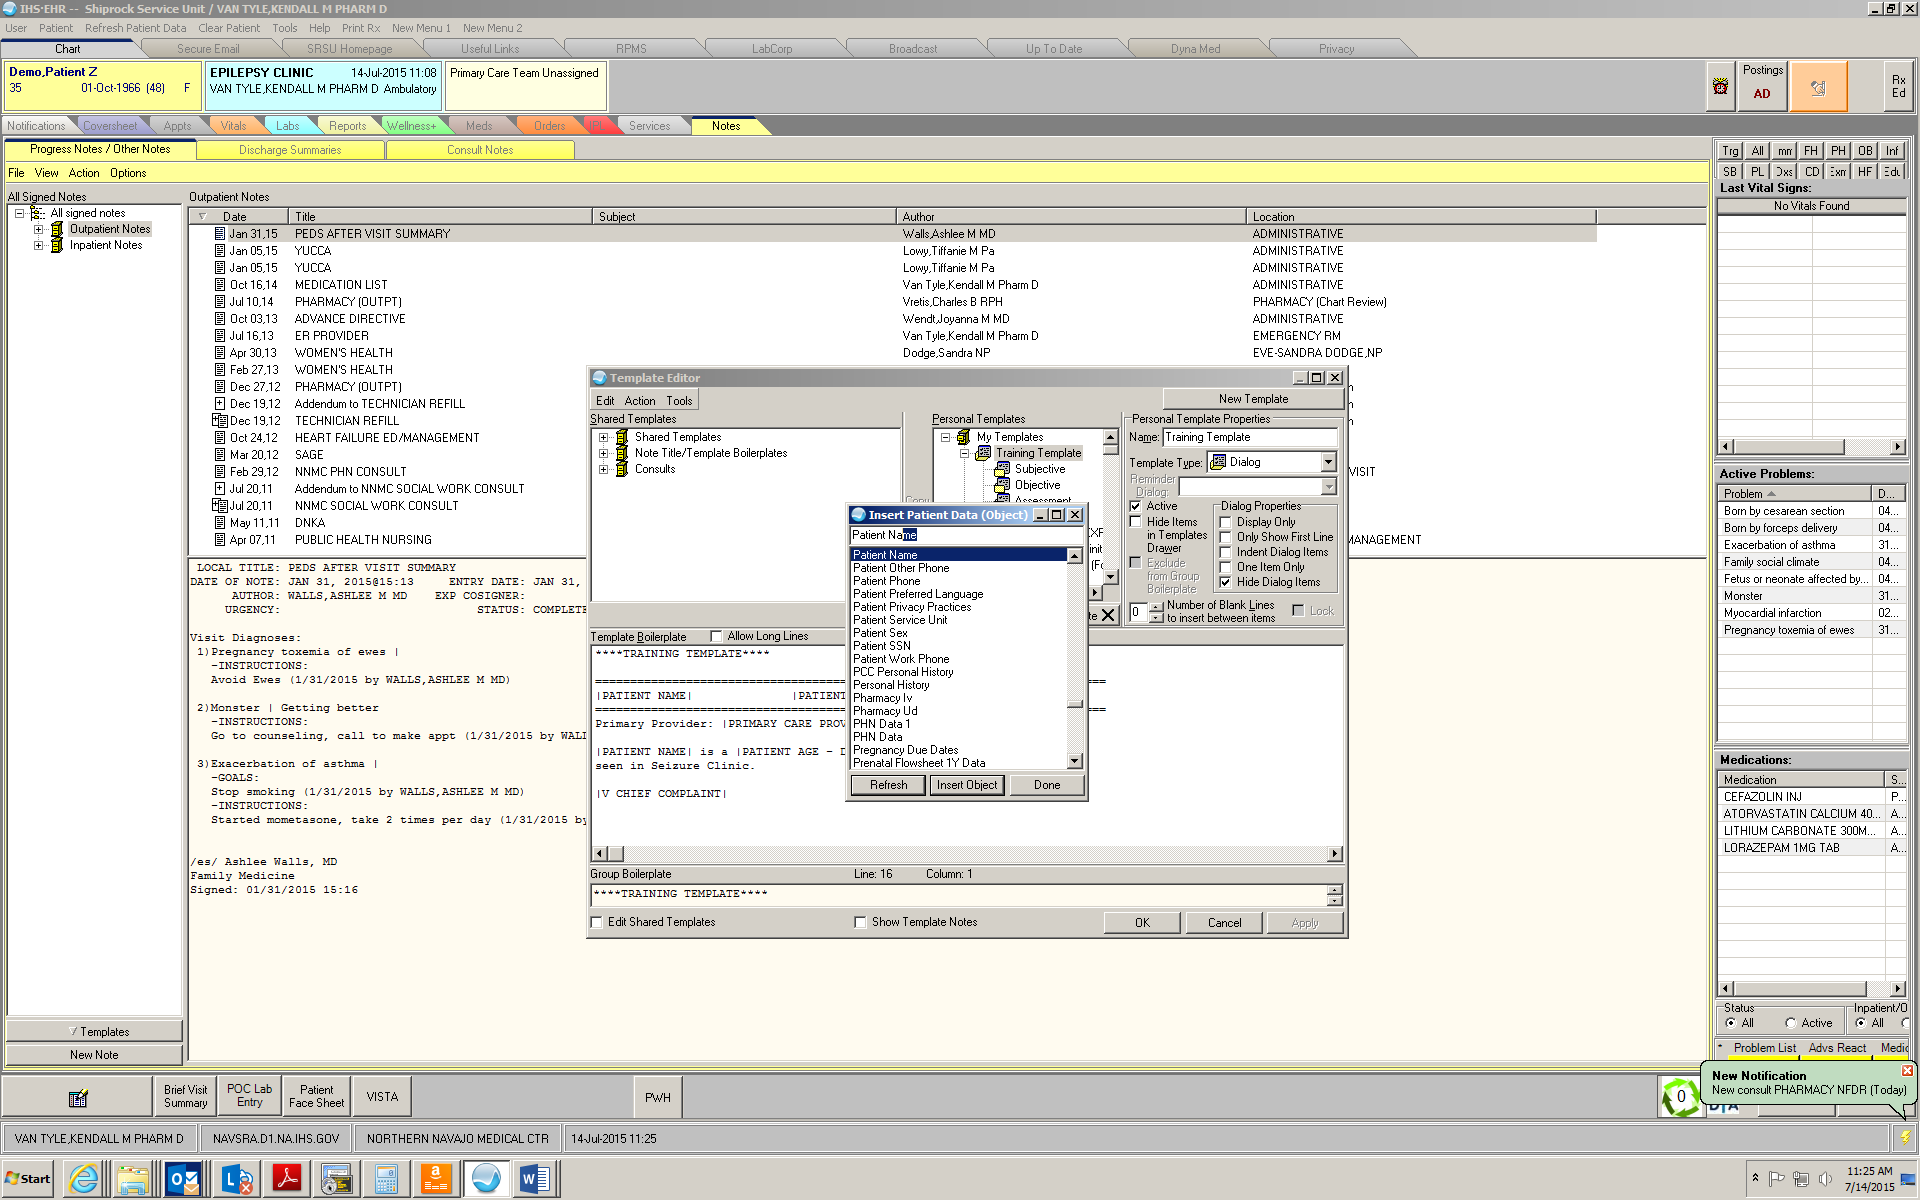 IHS-EHR -- Shiprock Service Unit / VAN TYLE,KENDALL M PHARM D
User Patient Refresh Patient Data Clear Patient Tools Help Print Rx New Menu 1 New Menu 2
Chart Secure Email SRSU Homepage Useful Links RPMS LabCorp Broadcast Up To Date Dyna Med Privacy
Demo,Patient Z
35 01-Oct-1966 (48) F
EPILEPSY CLINIC 14-Jul-2015 11:08
VAN TYLE,KENDALL M PHARM D Ambulatory
Primary Care Team Unassigned
Postings
AD
Rx
Ed
Notifications Coversheet Appts Vitals Labs Reports Wellness+ Meds Orders Services Notes
Progress Notes / Other Notes Discharge Summaries Consult Notes
File View Action Options
All Signed Notes
All signed notes
Outpatient Notes
Inpatient Notes
Outpatient Notes
Date Title Subject Author Location
Jan 31,15 PEDS AFTER VISIT SUMMARY Walls,Ashlee M MD ADMINISTRATIVE
Jan 05,15 YUCCA Lowy,Tiffanie M Pa ADMINISTRATIVE
Jan 05,15 YUCCA Lowy,Tiffanie M Pa ADMINISTRATIVE
Oct 16,14 MEDICATION LIST Van Tyle,Kendall M Pharm D ADMINISTRATIVE
Jul 10,14 PHARMACY (OUTPT) Vretis,Charles B RPH PHARMACY (Chart Review)
Oct 03,13 ADVANCE DIRECTIVE Wendt,Joyanna M MD ADMINISTRATIVE
Jul 16,13 ER PROVIDER Van Tyle,Kendall M Pharm D EMERGENCY RM
Apr 30,13 WOMEN'S HEALTH Dodge,Sandra NP EVE-SANDRA DODGE,NP
Feb 27,13 WOMEN'S HEALTH
Dec 27,12 PHARMACY (OUTPT)
Dec 19,12 Addendum to TECHNICIAN REFILL
Dec 19,12 TECHNICIAN REFILL
Oct 24,12 HEART FAILURE ED/MANAGEMENT
Mar 20,12 SAGE
Feb 29,12 NNMC PHN CONSULT VISIT
Jul 20,11 Addendum to NNMC SOCIAL WORK CONSULT
Jul 20,11 NNMC SOCIAL WORK CONSULT
May 11,11 DNKA
Apr 07,11 PUBLIC HEALTH NURSING MANAGEMENT
LOCAL TITLE: PEDS AFTER VISIT SUMMARY
DATE OF NOTE: JAN 31, 2015@15:13 ENTRY DATE: JAN 31,
AUTHOR: WALLS,ASHLEE M MD EXP COSIGNER:
URGENCY: STATUS: COMPLETE
Visit Diagnoses:
1)Pregnancy toxemia of ewes |
-INSTRUCTIONS:
Avoid Ewes (1/31/2015 by WALLS,ASHLEE M MD)
2)Monster | Getting better
-INSTRUCTIONS:
Go to counseling, call to make appt (1/31/2015 by WALL
3)Exacerbation of asthma |
-GOALS:
Stop smoking (1/31/2015 by WALLS,ASHLEE M MD)
-INSTRUCTIONS:
Started mometasone, take 2 times per day (1/31/2015 by
/es/ Ashlee Walls, MD
Family Medicine
Signed: 01/31/2015 15:16
Template Editor
Edit Action Tools
New Template
Shared Templates
Shared Templates
Note Title/Template Boilerplates
Consults
Personal Templates
My Templates
Training Template
Subjective
Objective
Assessment
Personal Template Properties
Name: Training Template
Template Type: Dialog
Reminder
Dialog:
Active
Hide Items
in Templates
Drawer
Exclude
from Group
Boilerplate
Dialog Properties
Display Only
Only Show First Line
Indent Dialog Items
One Item Only
Hide Dialog Items
0 Number of Blank Lines
to insert between items
Lock
Template Boilerplate Allow Long Lines
****TRAINING TEMPLATE****
|PATIENT NAME| |PATIENT
Primary Provider: |PRIMARY CARE PROV
|PATIENT NAME| is a |PATIENT AGE - D
seen in Seizure Clinic.
|V CHIEF COMPLAINT|
Group Boilerplate Line: 16 Column: 1
****TRAINING TEMPLATE****
Edit Shared Templates Show Template Notes OK Cancel Apply
Insert Patient Data (Object)
Patient Name
Patient Name
Patient Other Phone
Patient Phone
Patient Preferred Language
Patient Privacy Practices
Patient Service Unit
Patient Sex
Patient SSN
Patient Work Phone
PCC Personal History
Personal History
Pharmacy Iv
Pharmacy Ud
PHN Data 1
PHN Data
Pregnancy Due Dates
Prenatal Flowsheet 1Y Data
Refresh Insert Object Done
Trg All imm FH PH OB Inf
SB PL Dxs CD Exm HF Edu
Last Vital Signs:
No Vitals Found
Active Problems:
Problem D...
Born by cesarean section 04...
Born by forceps delivery 04...
Exacerbation of asthma 31...
Family social climate 04...
Fetus or neonate affected by... 04...
Monster 31...
Myocardial infarction 02...
Pregnancy toxemia of ewes 31...
Medications:
Medication S...
CEFAZOLIN INJ P...
ATORVASTATIN CALCIUM 40... A...
LITHIUM CARBONATE 300M... A...
LORAZEPAM 1MG TAB A...
Status
All Active
Inpatient/O
All
* Problem List Advs React Medic
New Notification
New consult PHARMACY NFDR (Today)
Templates
New Note
Brief Visit
Summary
POC Lab
Entry
Patient
Face Sheet
VISTA
PWH
0
VAN TYLE,KENDALL M PHARM D NAVSRA.D1.NA.IHS.GOV NORTHERN NAVAJO MEDICAL CTR 14-Jul-2015 11:25
Start
11:25 AM
7/14/2015